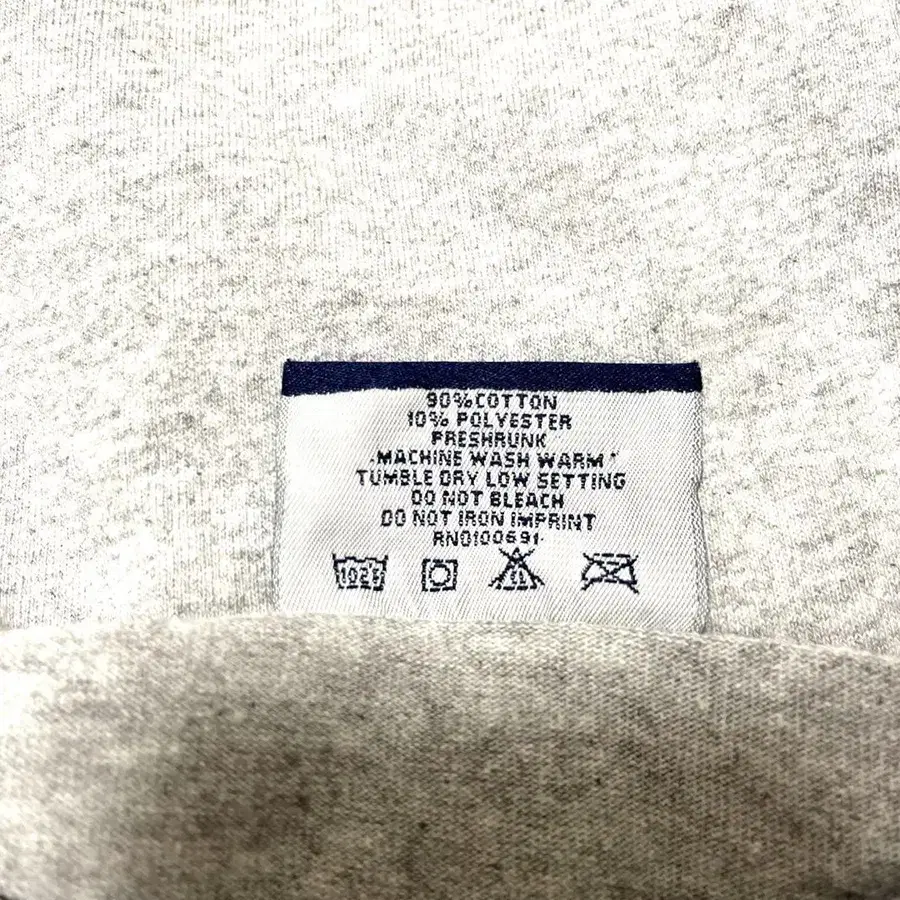 90%COTTON
10% POLYESTER
PRESHRUNK
MACHINE WASH WARM
TUMBLE DRY LOW SETTING
DO NOT BLEACH
DO NOT IRON IMPRINT
RN0100691